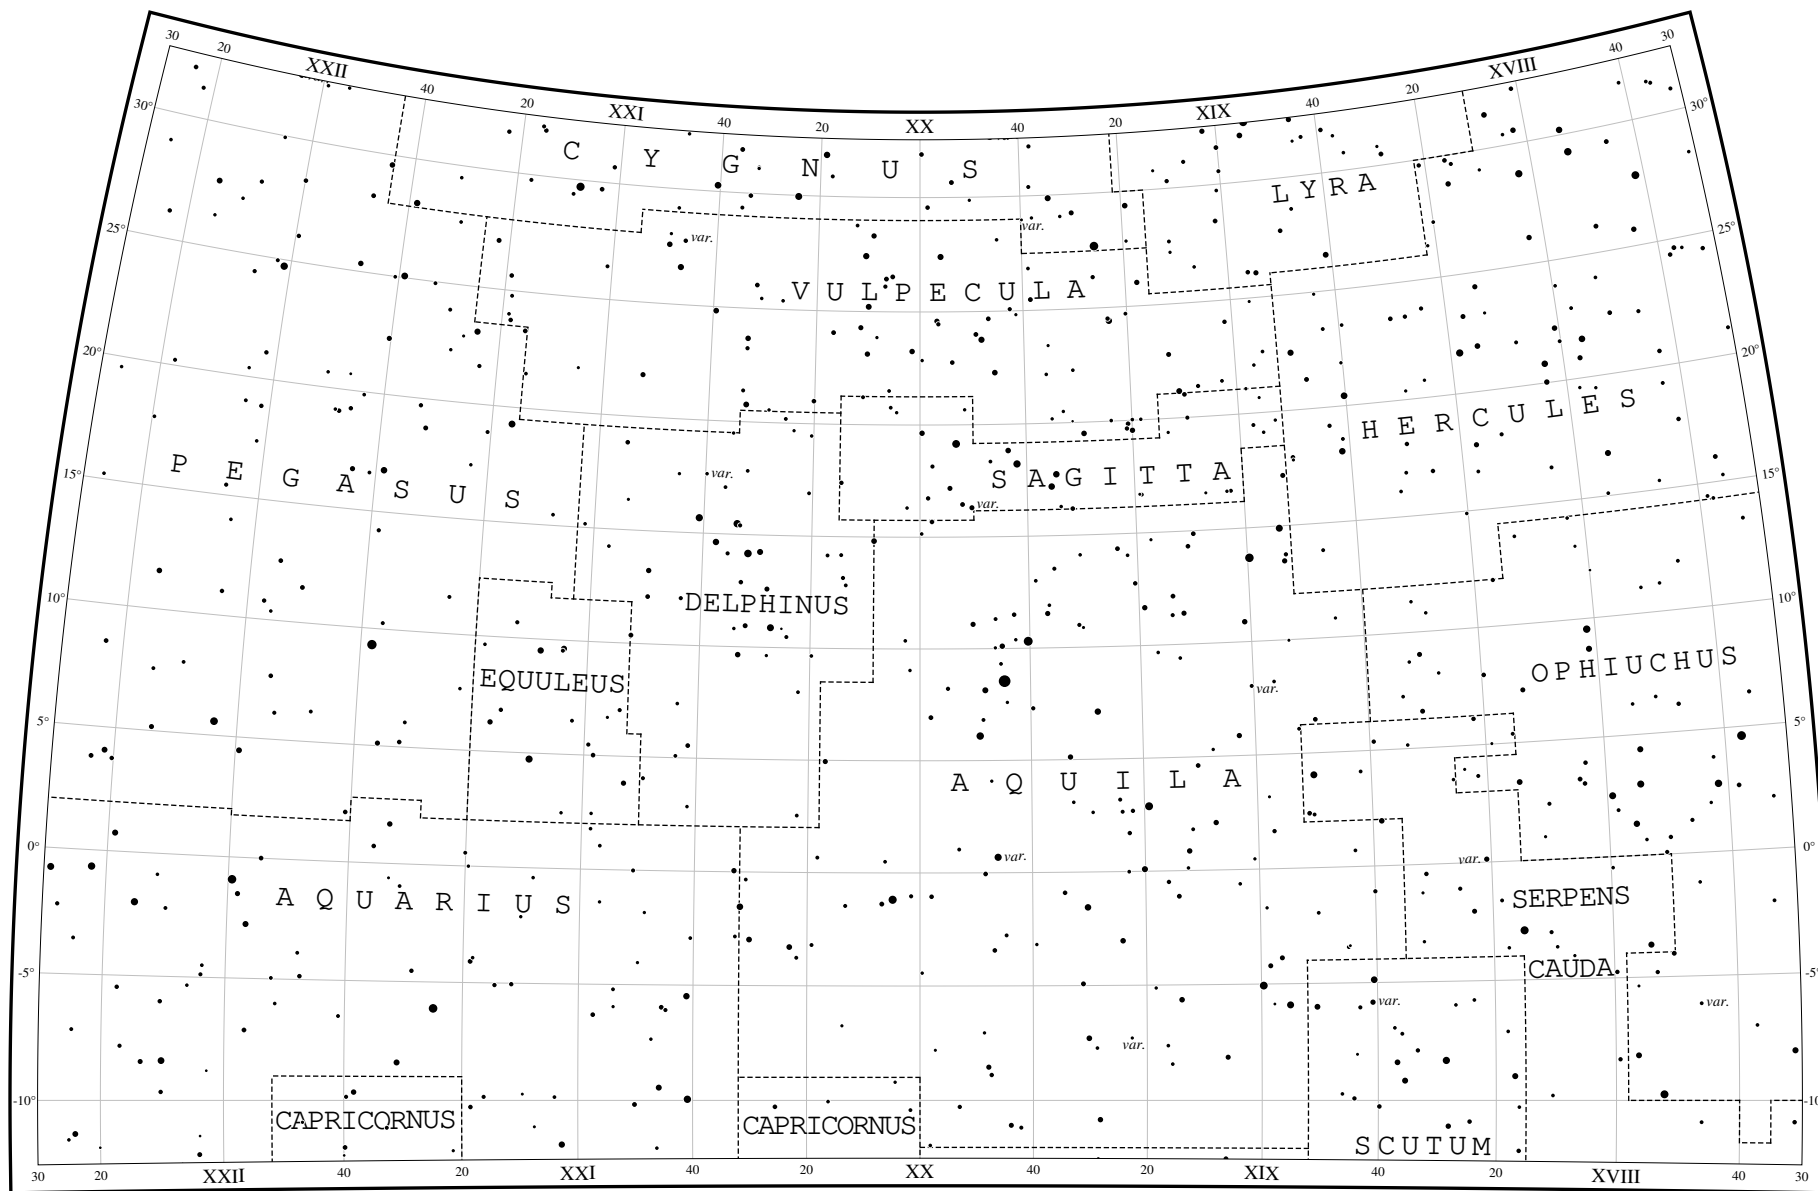 30 20 XXII 40 20 XXI 40 20 XX 40 20 XIX 40 20 XVIII 40 30
30° 30°
CYGNUS
LYRA
25° var. var. 25°
VULPECULA
20° 20°
HERCULES
PEGASUS
15° var. SAGITTA 15°
var.
10° DELPHINUS 10°
EQUULEUS var. OPHIUCHUS
5° 5°
AQUILA
0° var. var. 0°
AQUARIUS SERPENS
-5° CAUDA -5°
var. var.
var.
-10° -10
CAPRICORNUS CAPRICORNUS SCUTUM
30 20 XXII 40 20 XXI 40 20 XX 40 20 XIX 40 20 XVIII 40 30